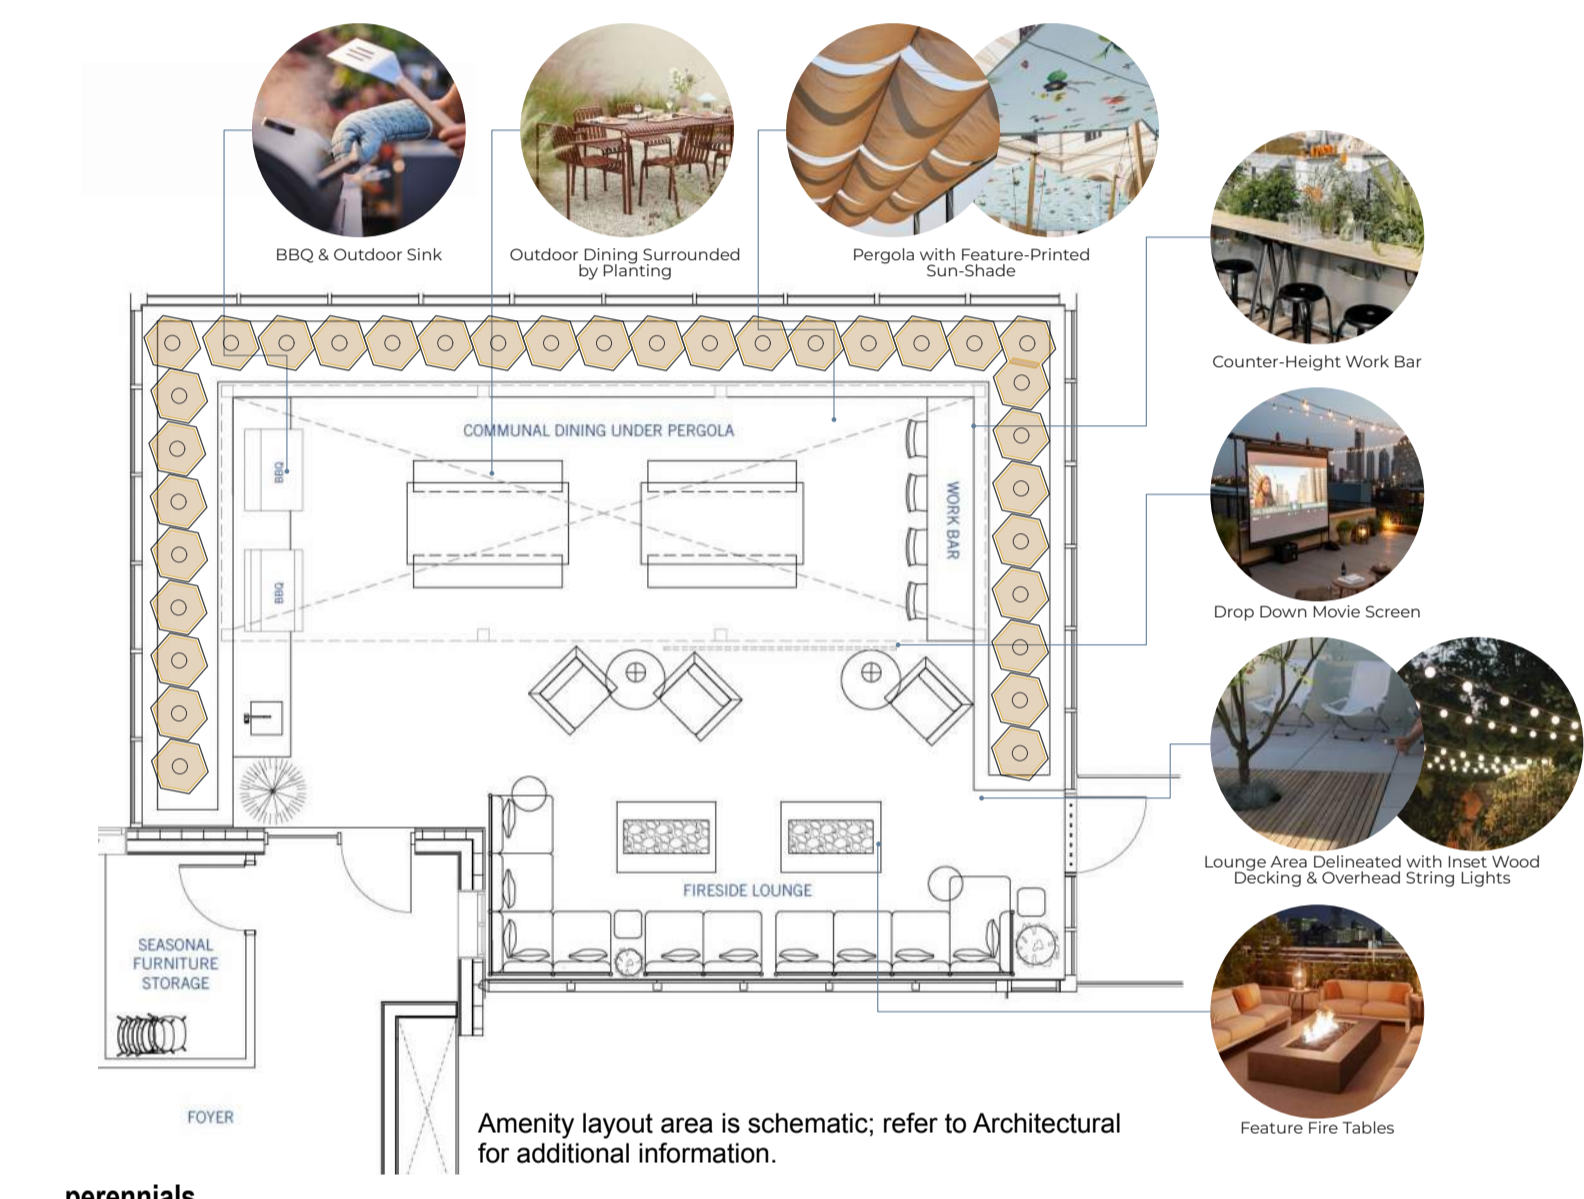 BBQ & Outdoor Sink
Outdoor Dining Surrounded
by Planting
Pergola with Feature-Printed
Sun-Shade
Counter-Height Work Bar
COMMUNAL DINING UNDER PERGOLA
BBQ
WORK BAR
BBQ
Drop Down Movie Screen
Lounge Area Delineated with Inset Wood
Decking & Overhead String Lights
FIRESIDE LOUNGE
SEASONAL
FURNITURE
STORAGE
FOYER
Feature Fire Tables
Amenity layout area is schematic; refer to Architectural
for additional information.
perennials